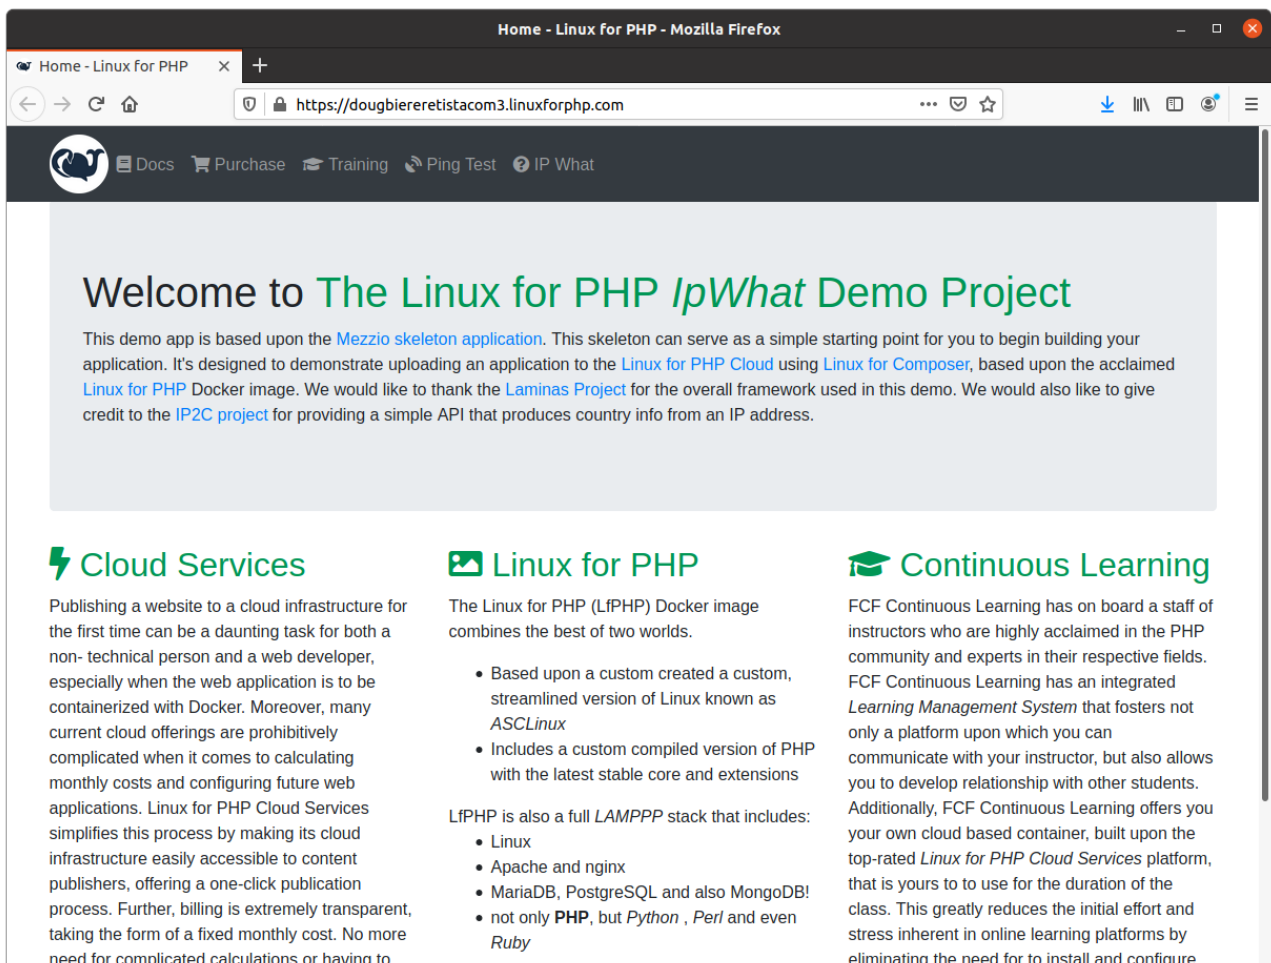 Home - Linux for PHP - Mozilla Firefox
Home - Linux for PHP
https://dougbiereretistacom3.linuxforphp.com
Docs Purchase Training Ping Test IP What
Welcome to The Linux for PHP IpWhat Demo Project
This demo app is based upon the Mezzio skeleton application. This skeleton can serve as a simple starting point for you to begin building your
application. It's designed to demonstrate uploading an application to the Linux for PHP Cloud using Linux for Composer, based upon the acclaimed
Linux for PHP Docker image. We would like to thank the Laminas Project for the overall framework used in this demo. We would also like to give
credit to the IP2C project for providing a simple API that produces country info from an IP address.
Cloud Services
Publishing a website to a cloud infrastructure for
the first time can be a daunting task for both a
non- technical person and a web developer,
especially when the web application is to be
containerized with Docker. Moreover, many
current cloud offerings are prohibitively
complicated when it comes to calculating
monthly costs and configuring future web
applications. Linux for PHP Cloud Services
simplifies this process by making its cloud
infrastructure easily accessible to content
publishers, offering a one-click publication
process. Further, billing is extremely transparent,
taking the form of a fixed monthly cost. No more
need for complicated calculations or having to
Linux for PHP
The Linux for PHP (LfPHP) Docker image
combines the best of two worlds.
• Based upon a custom created a custom,
streamlined version of Linux known as
ASCLinux
• Includes a custom compiled version of PHP
with the latest stable core and extensions
LfPHP is also a full LAMPPP stack that includes:
• Linux
• Apache and nginx
• MariaDB, PostgreSQL and also MongoDB!
• not only PHP, but Python , Perl and even
Ruby
Continuous Learning
FCF Continuous Learning has on board a staff of
instructors who are highly acclaimed in the PHP
community and experts in their respective fields.
FCF Continuous Learning has an integrated
Learning Management System that fosters not
only a platform upon which you can
communicate with your instructor, but also allows
you to develop relationship with other students.
Additionally, FCF Continuous Learning offers you
your own cloud based container, built upon the
top-rated Linux for PHP Cloud Services platform,
that is yours to to use for the duration of the
class. This greatly reduces the initial effort and
stress inherent in online learning platforms by
eliminating the need for to install and configure